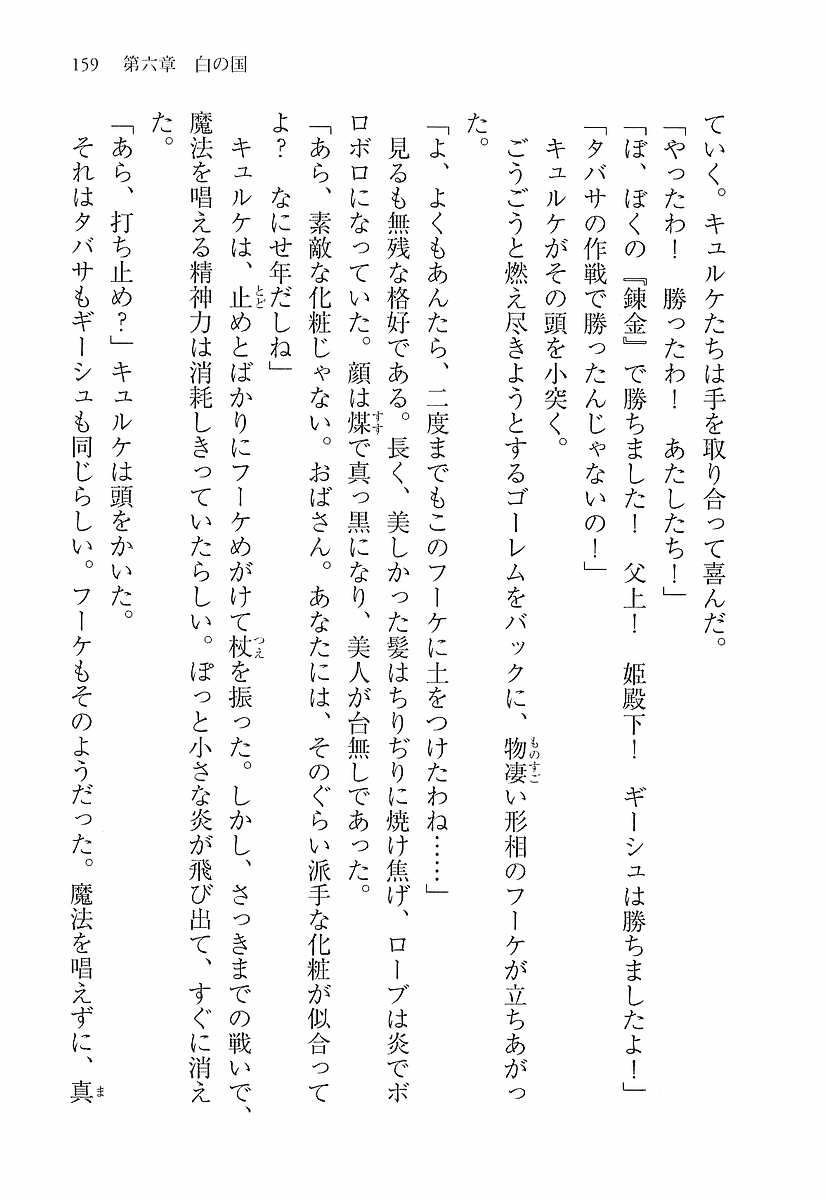 159　第六章　白の国
ていく。キュルケたちは手を取り合って喜んだ。
「やったわ！　勝ったわ！　あたしたち！」
「ぼ、ぼくの『錬金』で勝ちました！　父上！　姫殿下！　ギーシュは勝ちましたよ！」
「タバサの作戦で勝ったんじゃないの！」
　キュルケがその頭を小突く。
　ごうごうと燃え尽きようとするゴーレムをバックに、物凄い形相のフーケが立ちあがっ
た。
「よ、よくもあんたら、二度までもこのフーケに土をつけたわね……」
　見るも無残な格好である。長く、美しかった髪はちりぢりに焼け焦げ、ローブは炎でボ
ロボロになっていた。顔は煤で真っ黒になり、美人が台無しであった。
「あら、素敵な化粧じゃない。おばさん。あなたには、そのぐらい派手な化粧が似合って
よ？　なにせ年だしね」
　キュルケは、止めとばかりにフーケめがけて杖を振った。しかし、さっきまでの戦いで、
魔法を唱える精神力は消耗しきっていたらしい。ぽっと小さな炎が飛び出て、すぐに消え
た。
「あら、打ち止め？」キュルケは頭をかいた。
　それはタバサもギーシュも同じらしい。フーケもそのようだった。魔法を唱えずに、真